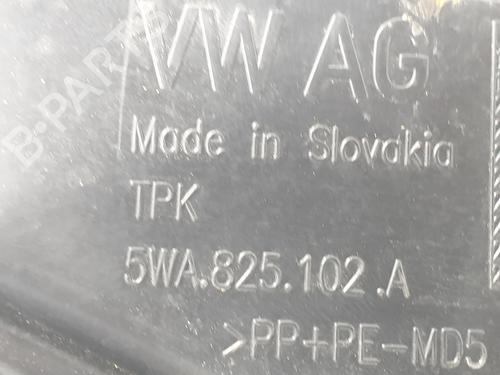 VW AG
Made in Slovakia
TPK
5WA.825.102.A
>PP+PE-MD5
B-PARTS